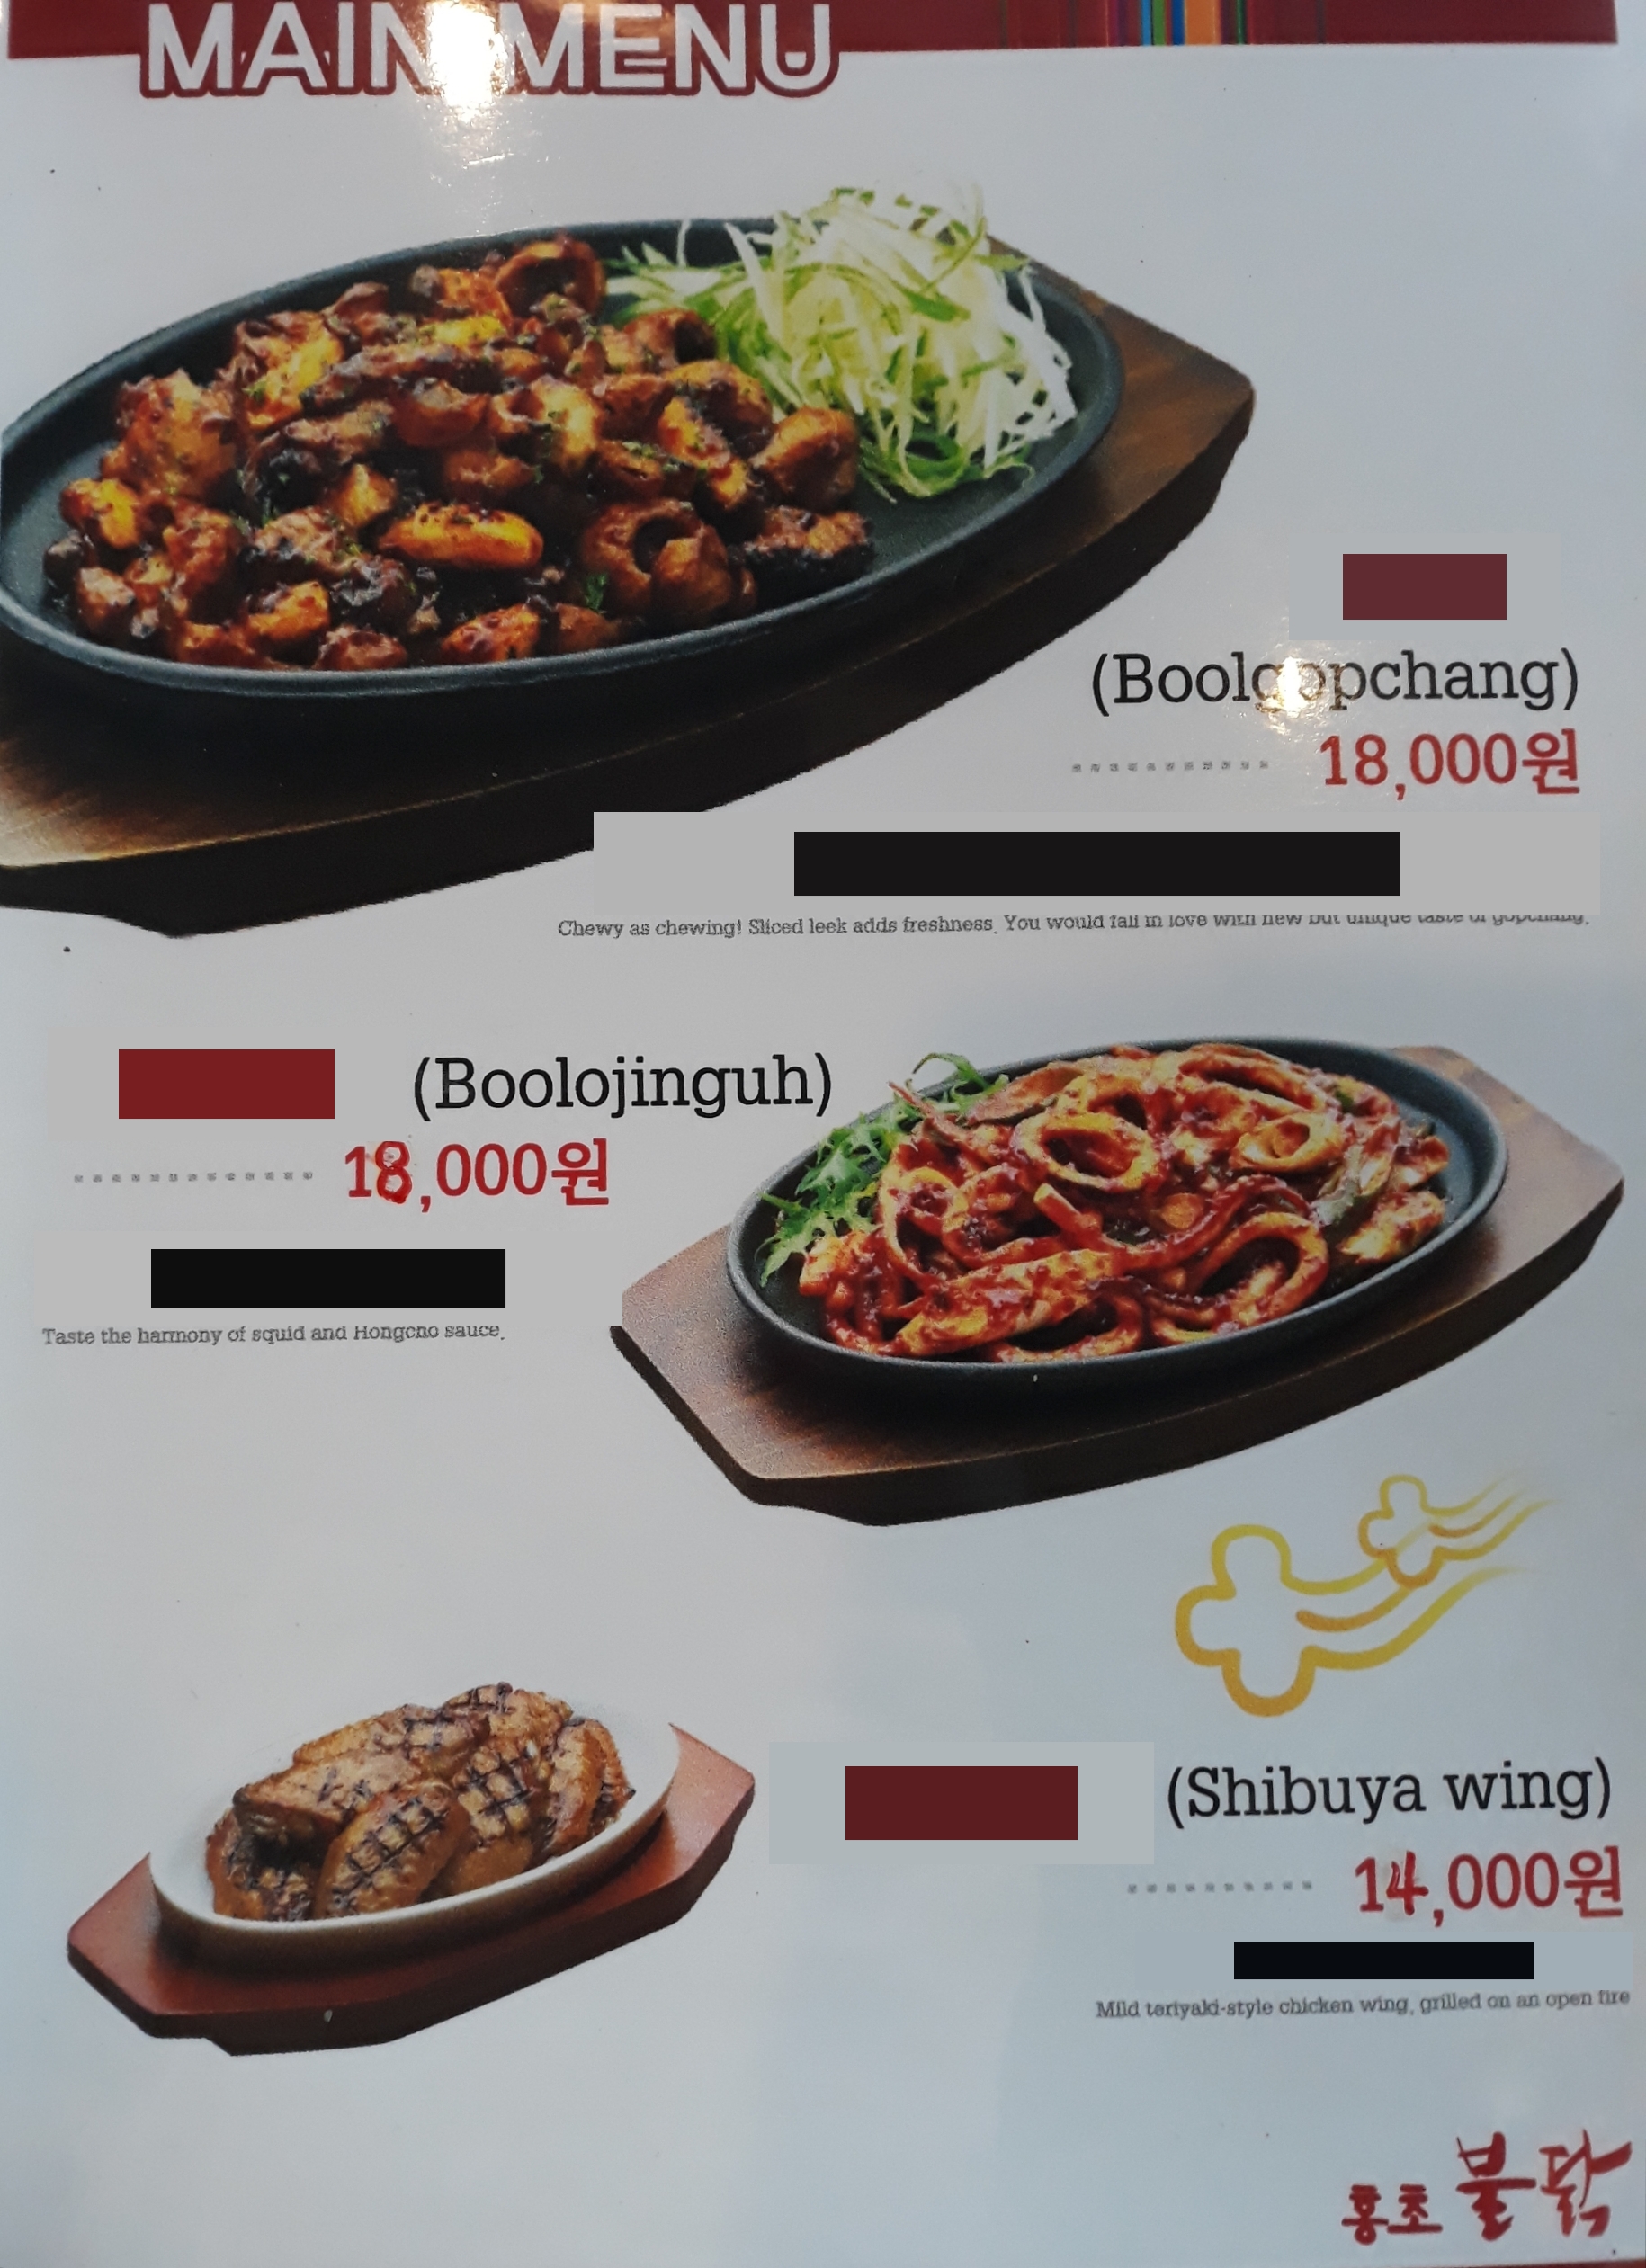 MAIN MENU
(Boolgopchang)
18,000원
Chewy as chewing! Sliced leek adds freshness. You would fall in love with new but unique taste of gopchang.
(Boolojinguh)
18,000원
Taste the harmony of squid and Hongcho sauce.
(Shibuya wing)
14,000원
Mild teriyaki-style chicken wing, grilled on an open fire
홍초 불닭